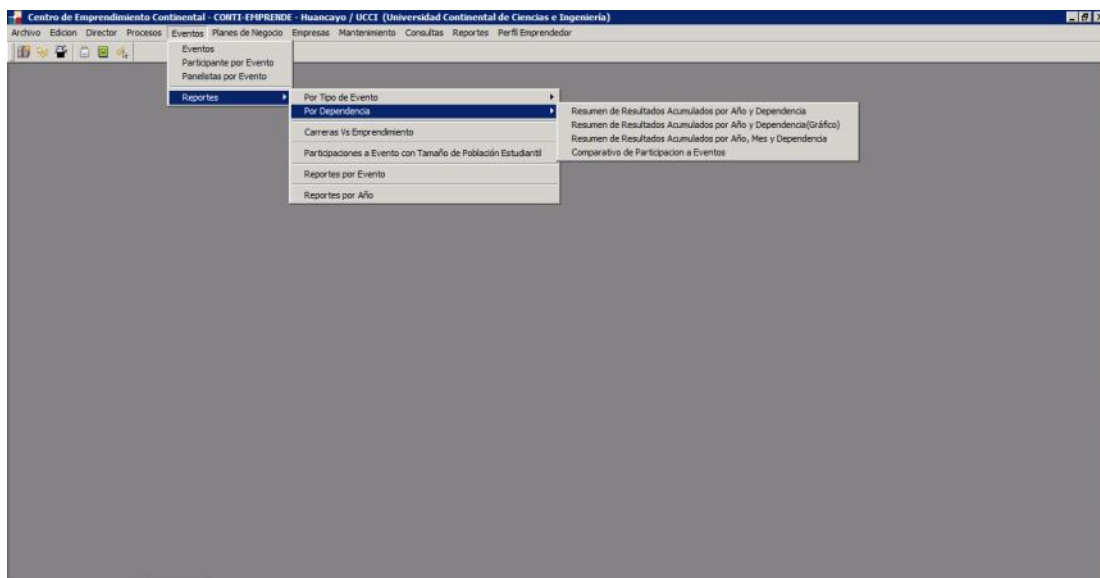 Centro de Emprendimiento Continental - CONTI-EMPRENDE - Huancayo / UCCI (Universidad Continental de Ciencias e Ingeniería)
Archivo Edicion Director Procesos Eventos Planes de Negocio Empresas Mantenimiento Consultas Reportes Perfil Emprendedor
Eventos
Participante por Evento
Panelistas por Evento
Reportes
Por Tipo de Evento
Por Dependencia
Carreras Vs Emprendimiento
Participaciones a Evento con Tamaño de Población Estudiantil
Reportes por Evento
Reportes por Año
Resumen de Resultados Acumulados por Año y Dependencia
Resumen de Resultados Acumulados por Año y Dependencia(Gráfico)
Resumen de Resultados Acumulados por Año, Mes y Dependencia
Comparativo de Participacion a Eventos